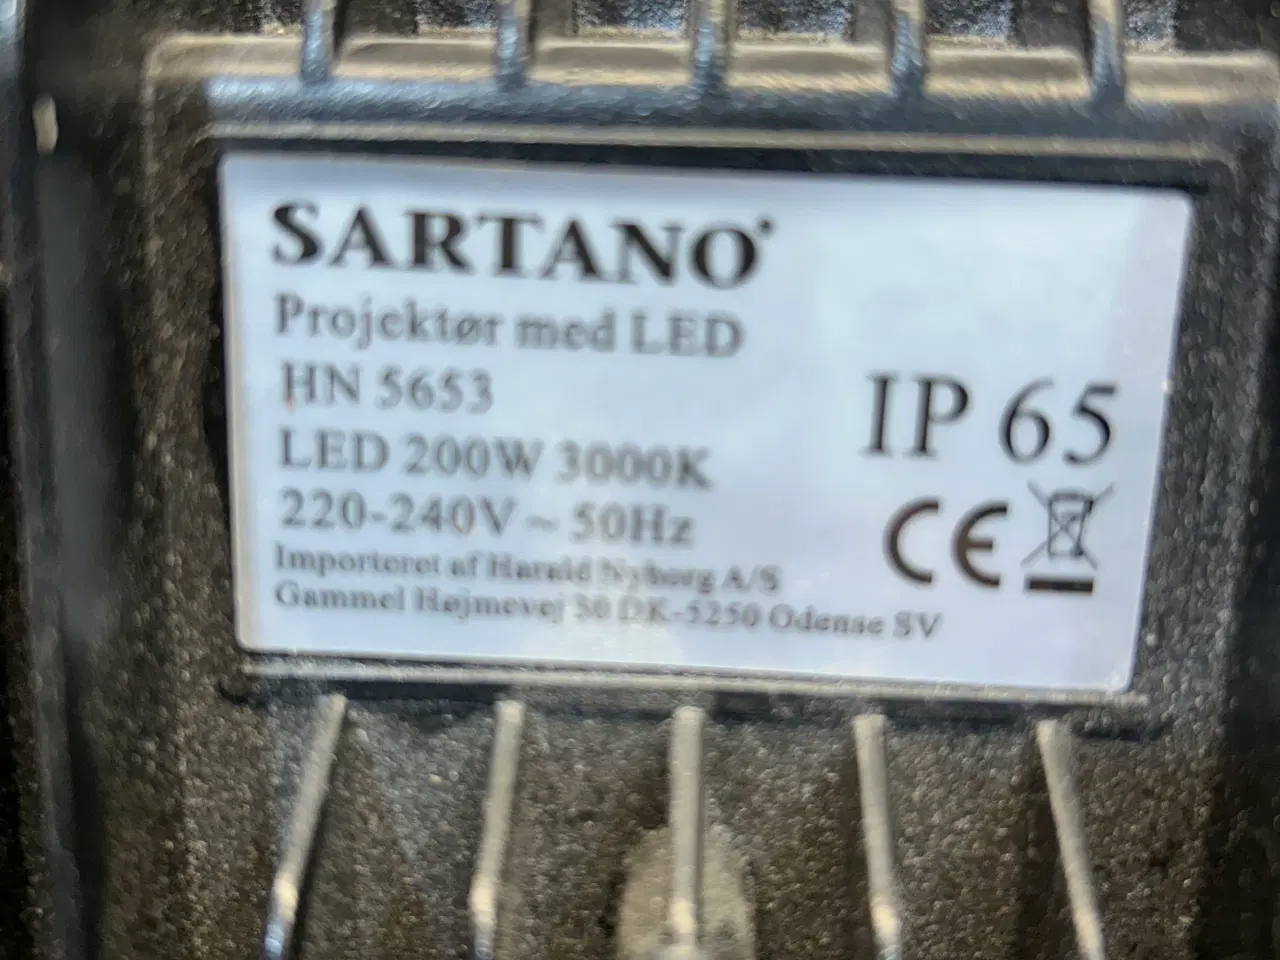 SARTANO
Projektør med LED
HN 5653
LED 200W 3000K
220-240V ~ 50Hz
IP 65
CE
Importeret af Harald Nyborg A/S
Gammel Højmevej 30 DK-5250 Odense SV